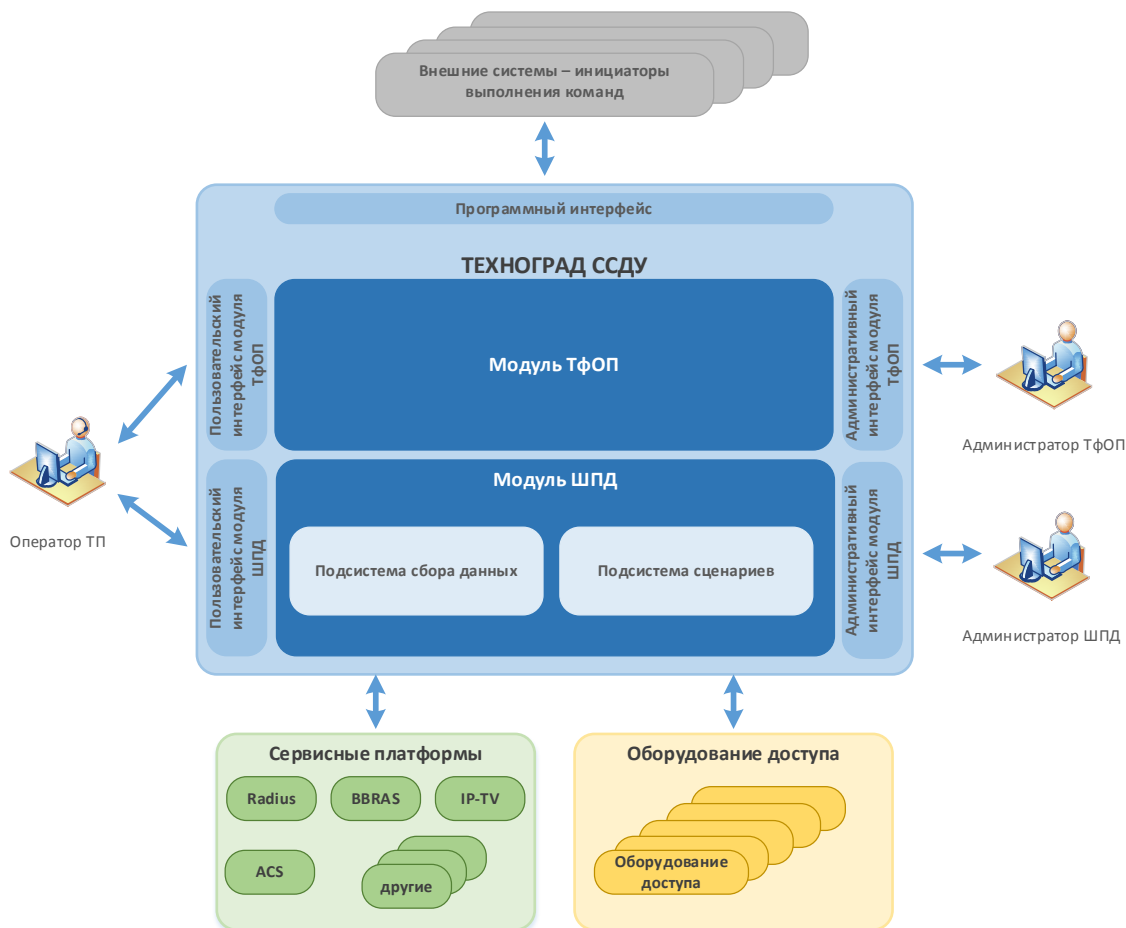 Внешние системы – инициаторы
выполнения команд
Программный интерфейс
ТЕХНОГРАД ССДУ
Пользовательский
интерфейс модуля
ТфОП
Модуль ТфОП
Административный
интерфейс модуля
ТфОП
Администратор ТфОП
Оператор ТП
Пользовательский
интерфейс модуля
ШПД
Модуль ШПД
Подсистема сбора данных
Подсистема сценариев
Административный
интерфейс модуля
ШПД
Администратор ШПД
Сервисные платформы
Radius
BBRAS
IP-TV
ACS
другие
Оборудование доступа
Оборудование
доступа